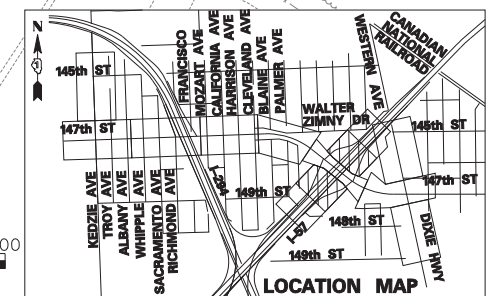 N
CANADIAN
NATIONAL
RAILROAD
WESTERN AVE
FRANCISCO
MOZART AVE
CALIFORNIA AVE
HARRISON AVE
CLEVELAND AVE
BLAINE AVE
PALMER AVE
145th ST
WALTER
ZIMNY DR
147th ST
145th ST
I-294
149th ST
147th ST
KEDZIE AVE
TROY AVE
ALBANY AVE
WHIPPLE AVE
SACRAMENTO AVE
RICHMOND AVE
I-57
148th ST
DIXIE HWY
149th ST
00
LOCATION MAP